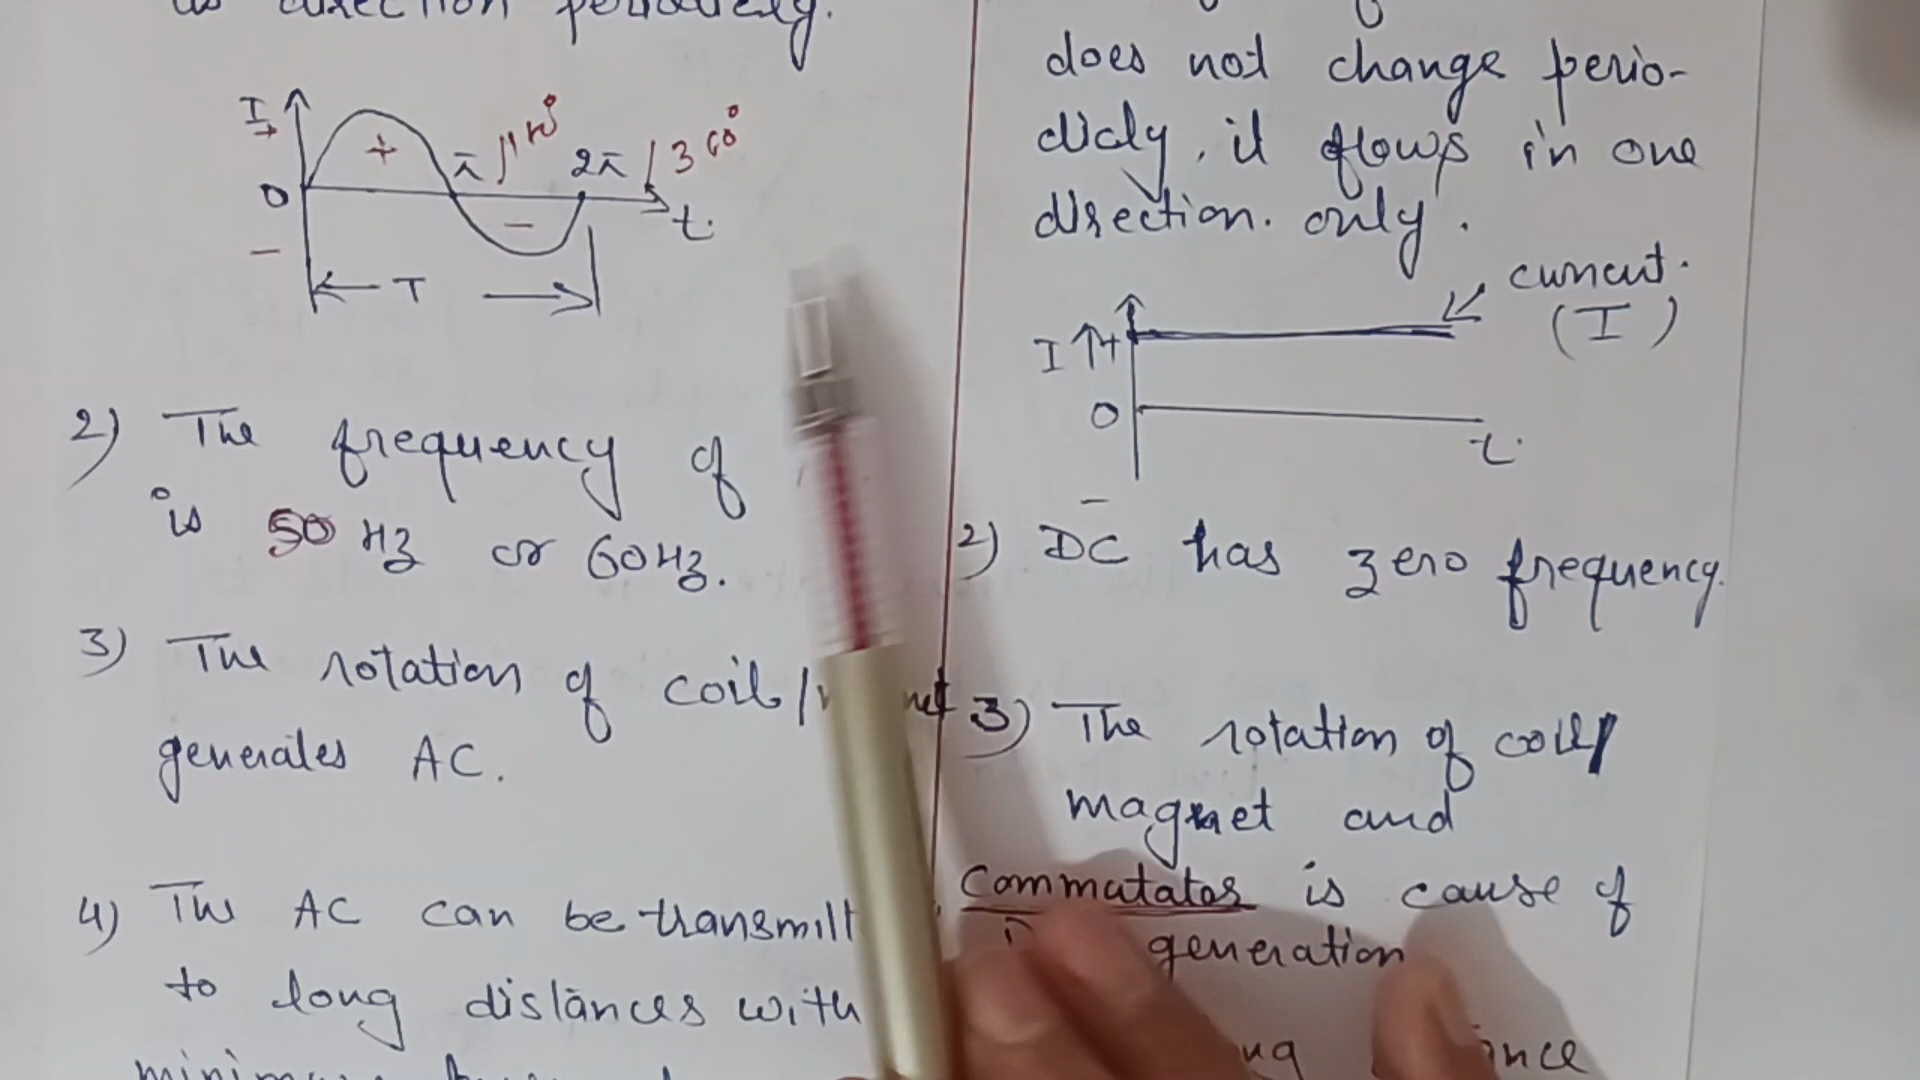 its direction periodicaly.
I
+
π / 180°
2π / 360°
0
-
-
t.
T
2) The frequency of
is 50 Hz or 60 Hz.
3) The rotation of coil /
generates AC.
4) The AC can be transmitt
to long distances with
does not change perio-
dicaly, it flows in one
direction. only.
current.
(I)
I ↑ +
0
t.
-
2) DC has zero frequency.
3) The rotation of coil/
magnet and
commutator is cause of
generation